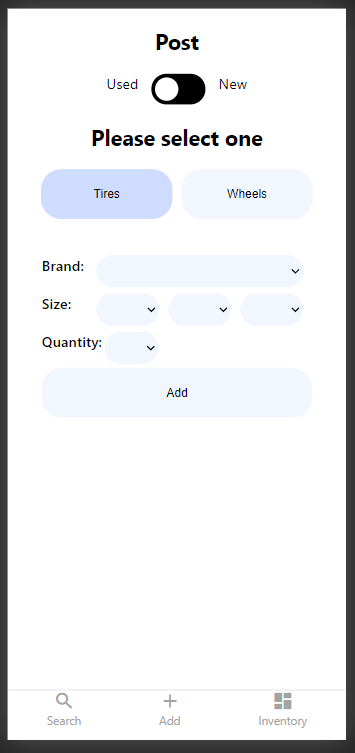 Post
Used New
Please select one
Tires Wheels
Brand:
Size:
Quantity:
Add
Search Add Inventory